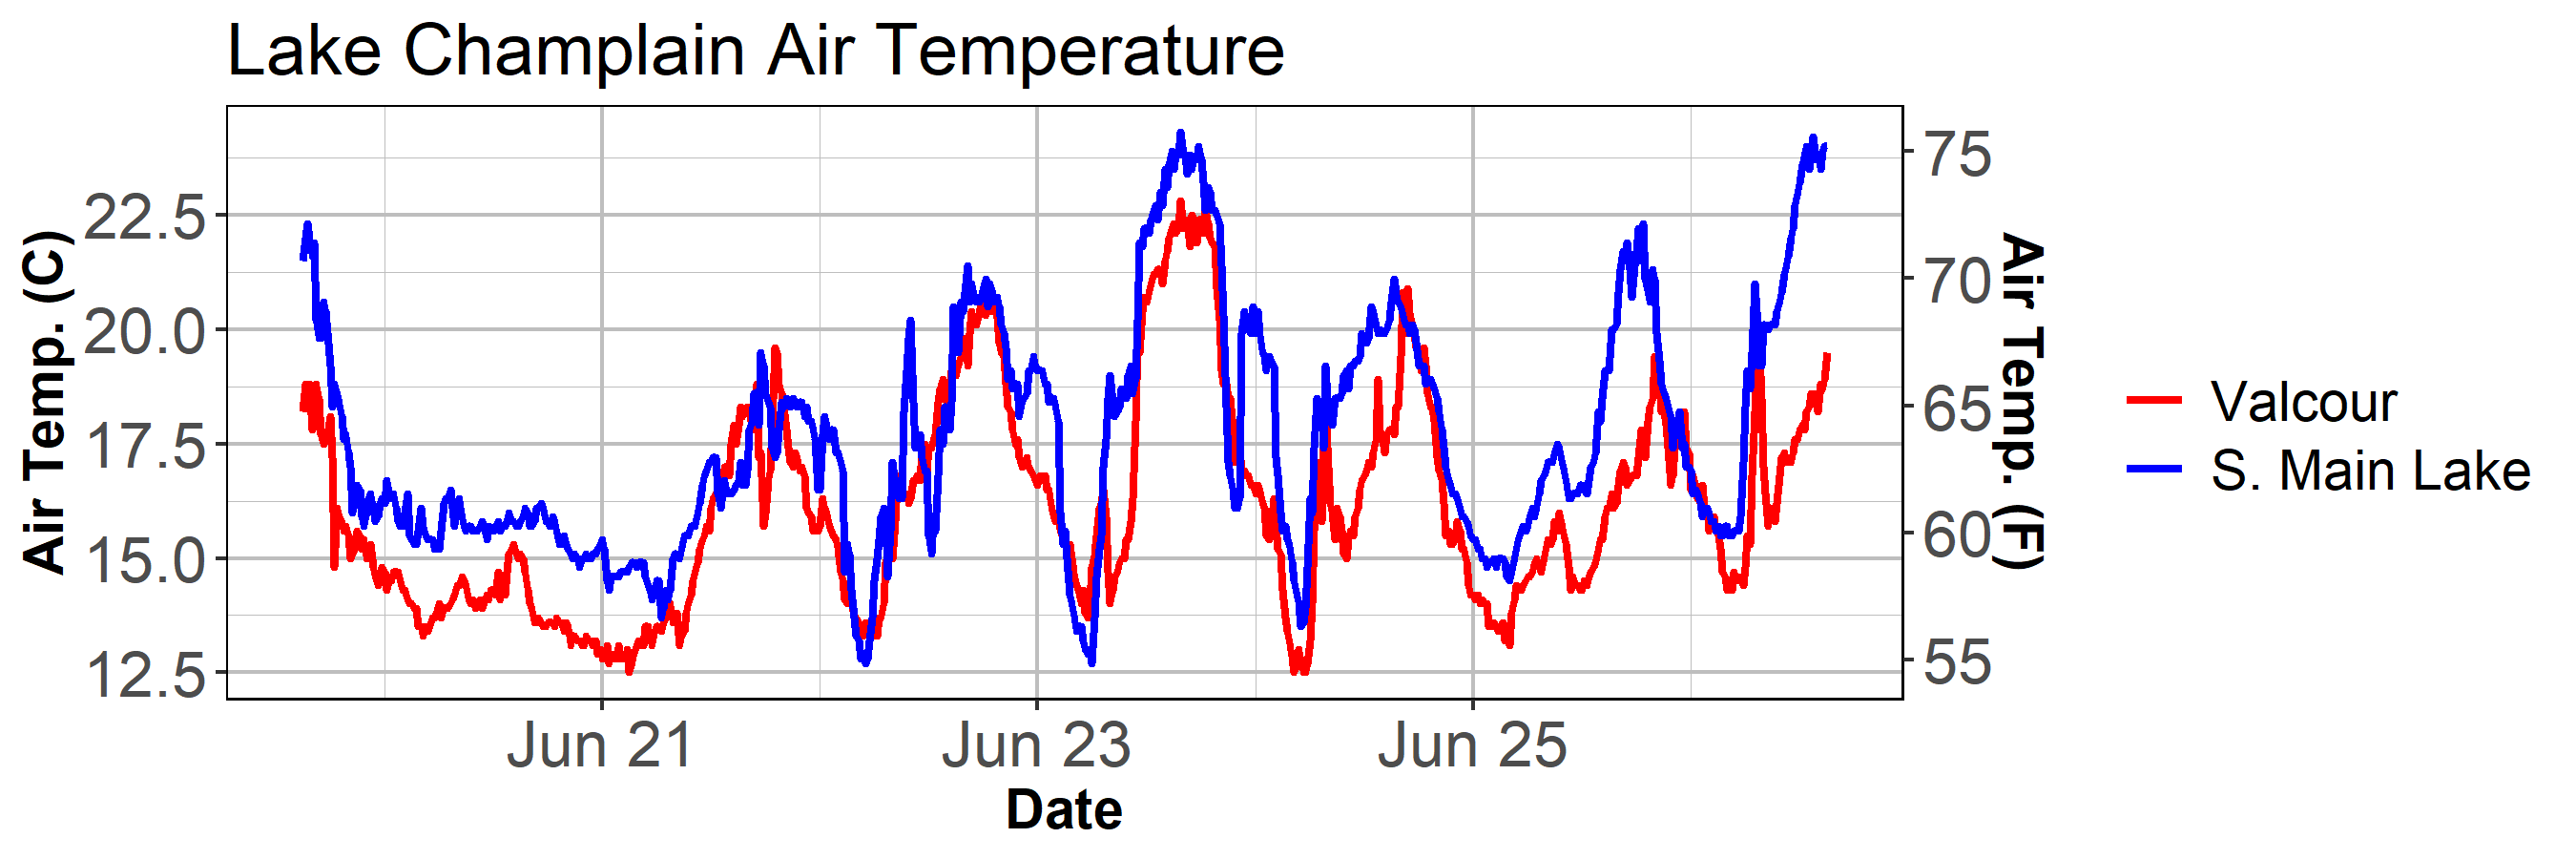 Lake Champlain Air Temperature
Air Temp. (C)
22.5
20.0
17.5
15.0
12.5
75
70
65
60
55
Air Temp. (F)
Jun 21
Jun 23
Jun 25
Date
Valcour
S. Main Lake